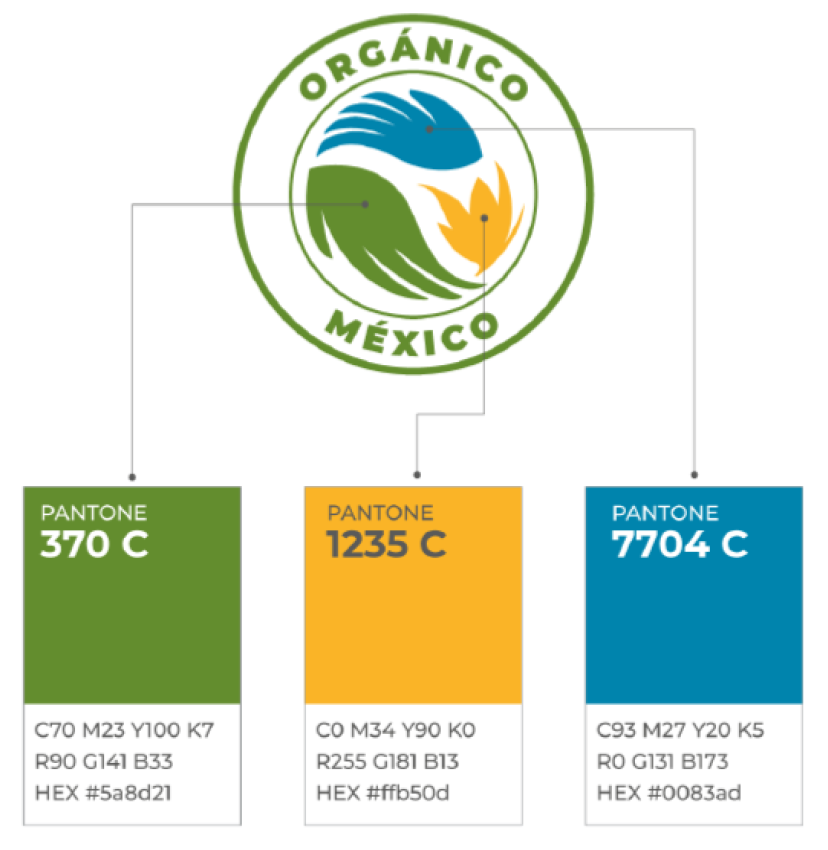 ORGÁNICO
MÉXICO
PANTONE
370 C
C70 M23 Y100 K7
R90 G141 B33
HEX #5a8d21
PANTONE
1235 C
C0 M34 Y90 K0
R255 G181 B13
HEX #ffb50d
PANTONE
7704 C
C93 M27 Y20 K5
R0 G131 B173
HEX #0083ad